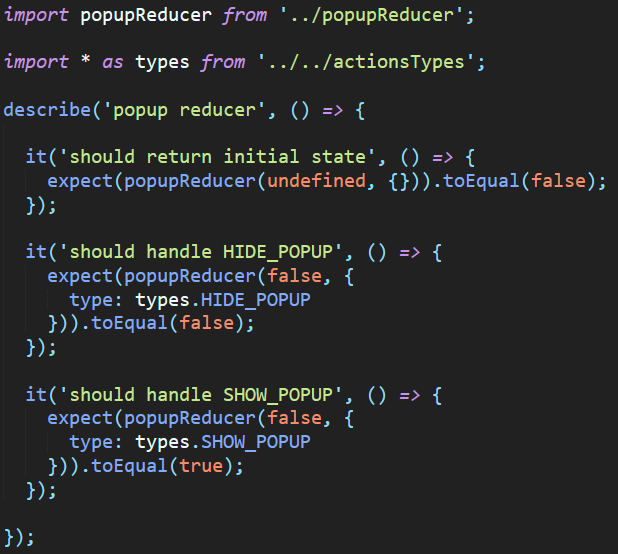 import popupReducer from '../popupReducer';
import * as types from '../../actionsTypes';
describe('popup reducer', () => {
it('should return initial state', () => {
expect(popupReducer(undefined, {})).toEqual(false);
});
it('should handle HIDE_POPUP', () => {
expect(popupReducer(false, {
type: types.HIDE_POPUP
})).toEqual(false);
});
it('should handle SHOW_POPUP', () => {
expect(popupReducer(false, {
type: types.SHOW_POPUP
})).toEqual(true);
});
});